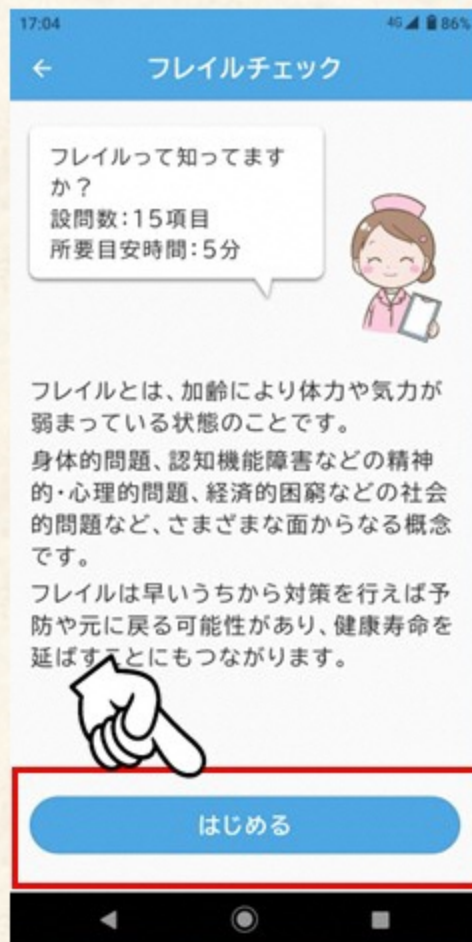 17:04
4G 86%
フレイルチェック
フレイルって知ってます
か？
設問数：15項目
所要目安時間：5分
フレイルとは、加齢により体力や気力が
弱まっている状態のことです。
身体的問題、認知機能障害などの精神
的・心理的問題、経済的困窮などの社会
的問題など、さまざまな面からなる概念
です。
フレイルは早いうちから対策を行えば予
防や元に戻る可能性があり、健康寿命を
延ばすことにもつながります。
はじめる